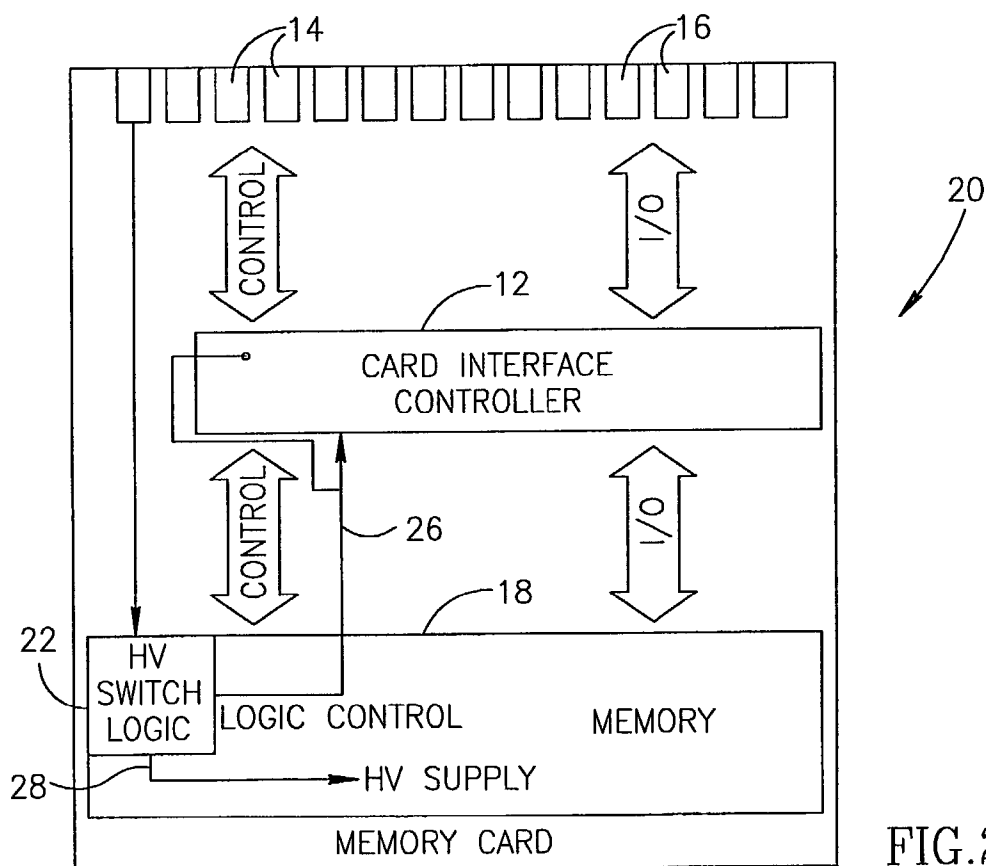 14
16
CONTROL
I/O
20
12
CARD INTERFACE
CONTROLLER
CONTROL
I/O
26
18
22
HV
SWITCH
LOGIC
LOGIC CONTROL
MEMORY
28
HV SUPPLY
MEMORY CARD